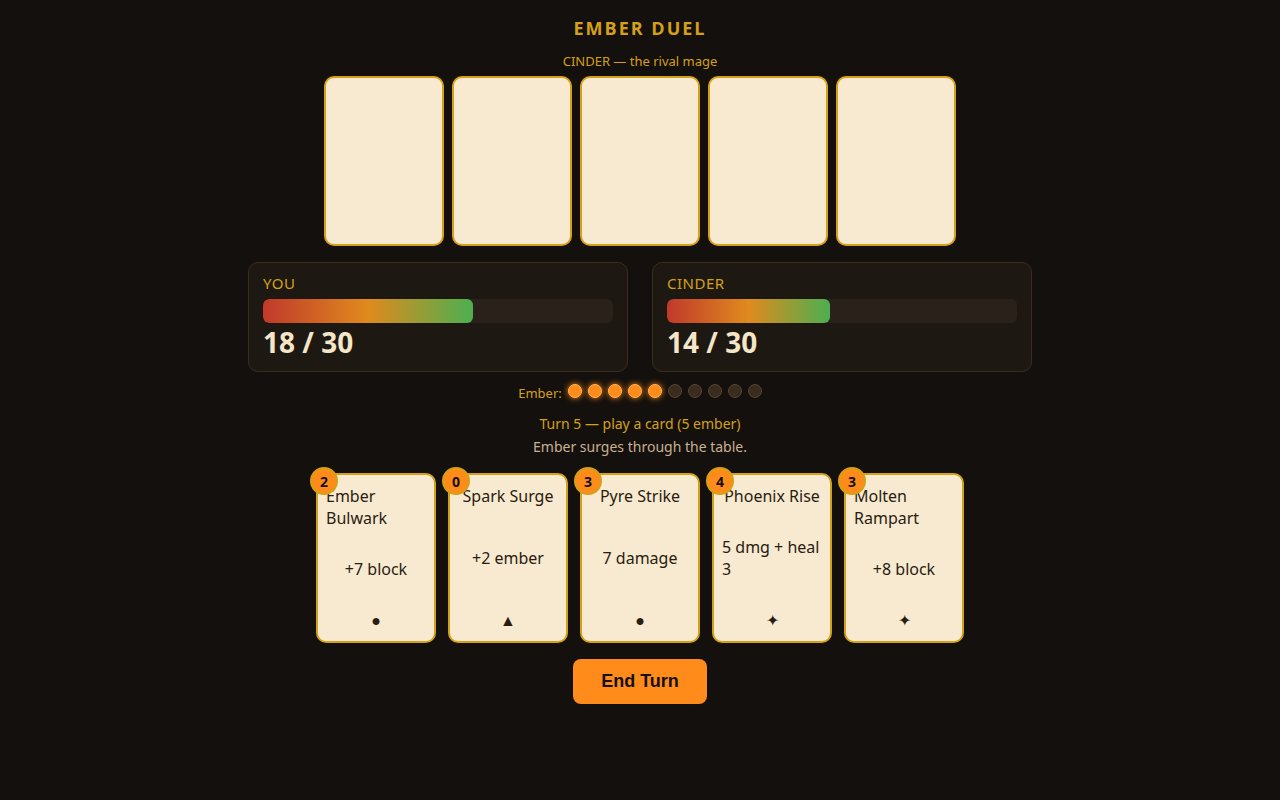 EMBER DUEL
CINDER — the rival mage
YOU
18 / 30
CINDER
14 / 30
Ember:
Turn 5 — play a card (5 ember)
Ember surges through the table.
2
Ember
Bulwark
+7 block
●
0
Spark Surge
+2 ember
▲
3
Pyre Strike
7 damage
●
4
Phoenix Rise
5 dmg + heal
3
✦
3
Molten
Rampart
+8 block
✦
End Turn